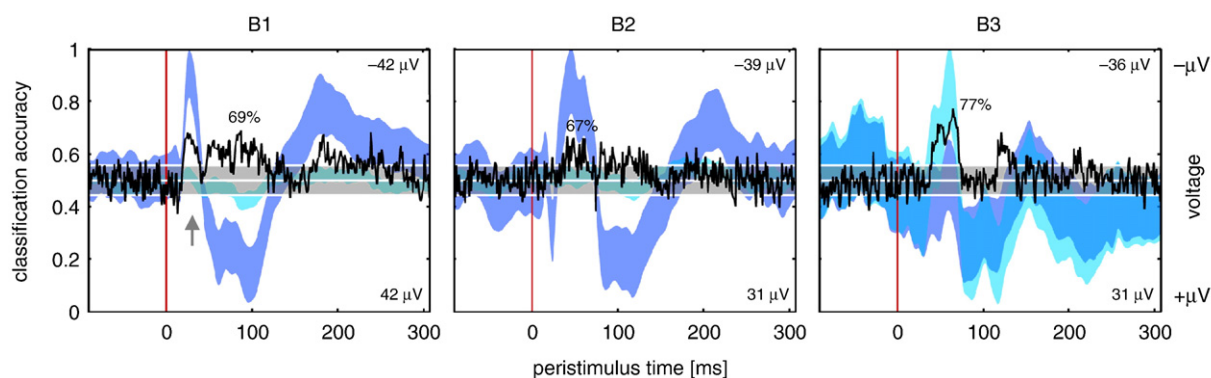 B1
B2
B3
classification accuracy
1
0.8
0.6
0.4
0.2
0
–42 µV
69%
42 µV
–39 µV
67%
31 µV
–36 µV
77%
31 µV
–µV
voltage
+µV
0 100 200 300
0 100 200 300
0 100 200 300
peristimulus time [ms]